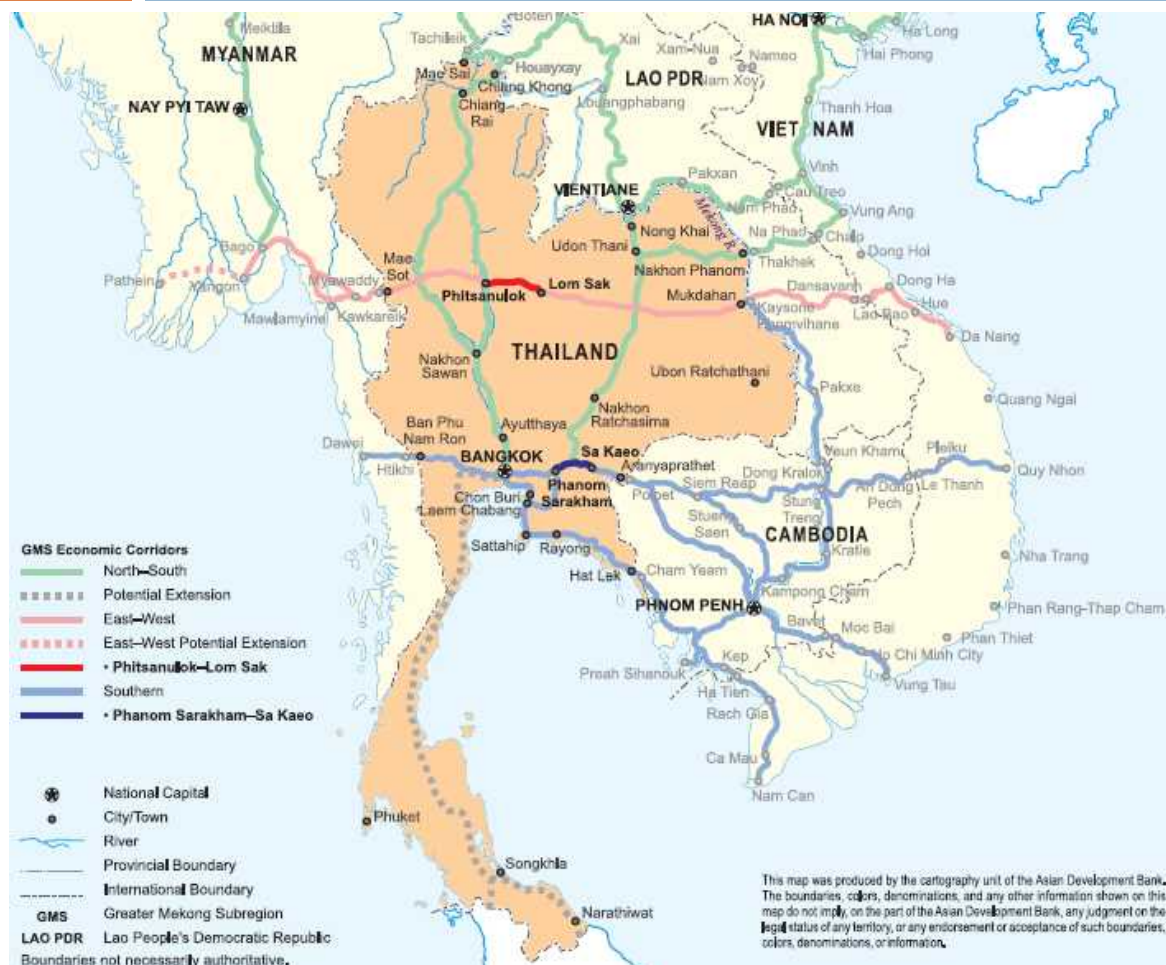 Meiktila
MYANMAR
NAY PYI TAW
Tachileik
Boten
Mae Sai
Houayxay
Chiang Khong
Chiang
Rai
Xai
Xam-Nua
Nameo
Nam Xoy
LAO PDR
Louangphabang
HA NOI
Ha Long
Hai Phong
Thanh Hoa
VIET NAM
Vinh
Pakxan
Cau Treo
Nam Phao
VIENTIANE
Mekong R.
Vung Ang
Nong Khai
Na Phao
Chalo
Udon Thani
Nakhon Phanom
Thakhek
Dong Hoi
Bago
Pathein
Yangon
Myawaddy
Mae
Sot
Mawlamyine
Kawkareik
Phitsanulok
Lom Sak
Mukdahan
Kaysone
Phomvihane
Dansavanh
Dong Ha
Lao Bao
Hue
Da Nang
THAILAND
Nakhon
Sawan
Ubon Ratchathani
Pakxe
Quang Ngai
Nakhon
Ratchasima
Ban Phu
Nam Ron
Ayutthaya
Dawei
Htikhi
BANGKOK
Sa Kaeo
Aranyaprathet
Phanom
Sarakham
Poipet
Siem Reap
Dong Kralor
Veun Kham
Pleiku
Quy Nhon
Le Thanh
Pech
Chon Buri
Laem Chabang
Stueng
Saen
Stung
Treng
CAMBODIA
Sattahip
Rayong
Kratie
Nha Trang
Hat Lek
Cham Yeam
Kampong Cham
PHNOM PENH
Phan Rang-Thap Cham
Bavet
Moc Bai
Phan Thiet
Ho Chi Minh City
Vung Tau
Preah Sihanouk
Kep
Ha Tien
Rach Gia
Ca Mau
Nam Can
Phuket
Songkhla
Narathiwat
GMS Economic Corridors
North–South
Potential Extension
East–West
East–West Potential Extension
• Phitsanulok–Lom Sak
Southern
• Phanom Sarakham–Sa Kaeo
National Capital
City/Town
River
Provincial Boundary
International Boundary
GMS Greater Mekong Subregion
LAO PDR Lao People's Democratic Republic
Boundaries not necessarily authoritative.
This map was produced by the cartography unit of the Asian Development Bank.
The boundaries, colors, denominations, and any other information shown on this
map do not imply, on the part of the Asian Development Bank, any judgment on the
legal status of any territory, or any endorsement or acceptance of such boundaries,
colors, denominations, or information.